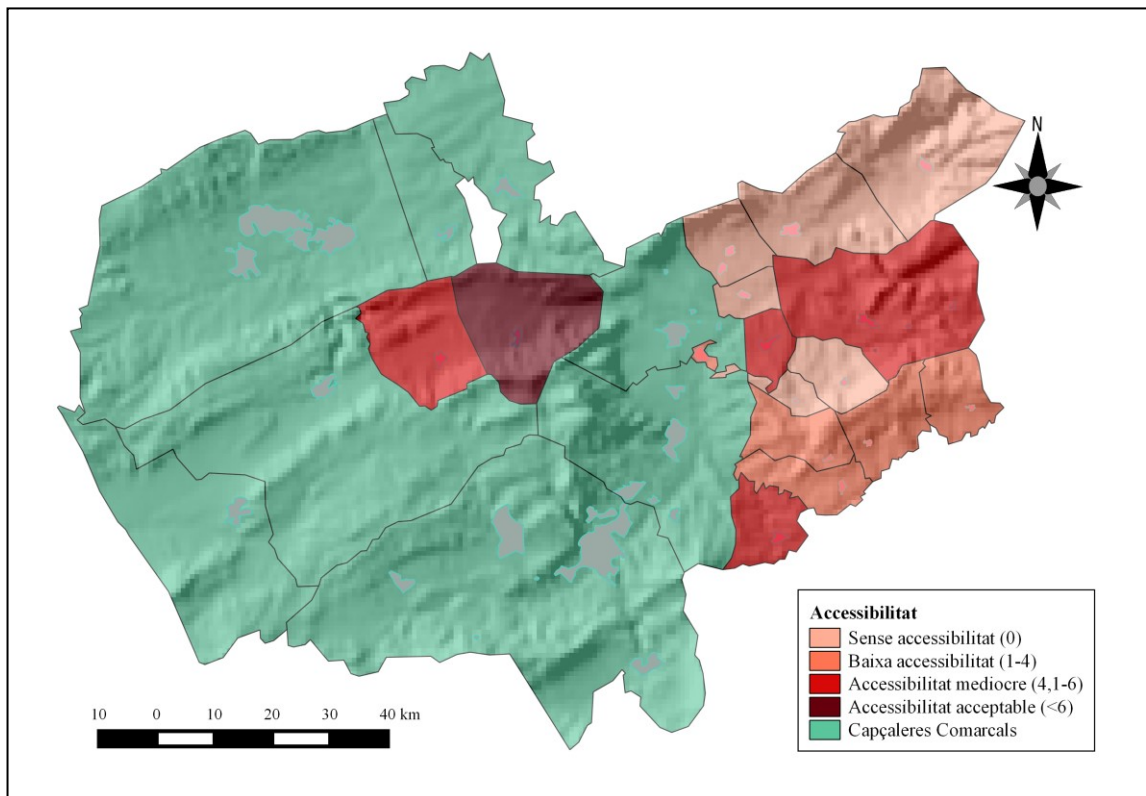 N
Accessibilitat
Sense accessibilitat (0)
Baixa accessibilitat (1-4)
Accessibilitat mediocre (4,1-6)
Accessibilitat acceptable (<6)
Capçaleres Comarcals
10 0 10 20 30 40 km